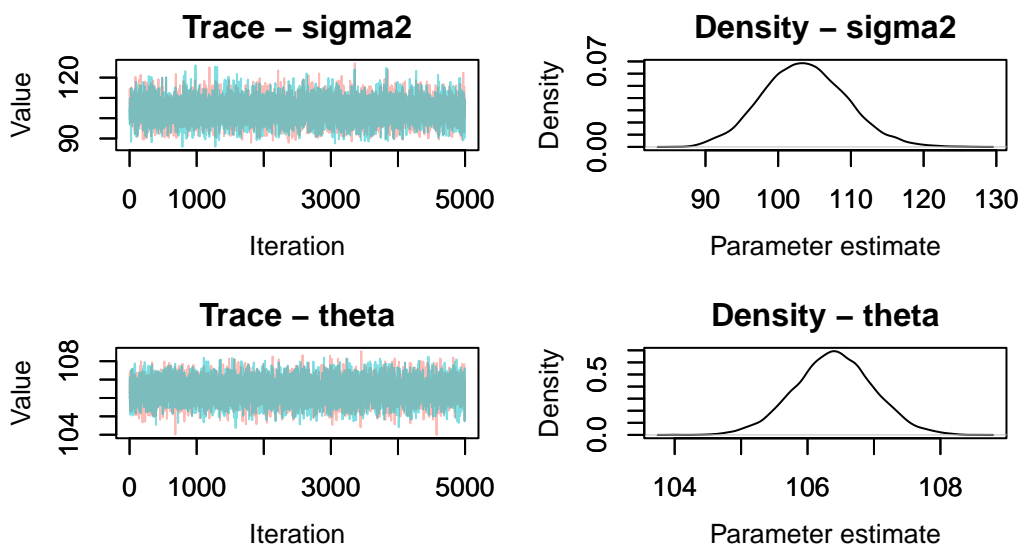 Trace – sigma2
Value
90
120
0
1000
3000
5000
Iteration
Density – sigma2
Density
0.00
0.07
90
100
110
120
130
Parameter estimate
Trace – theta
Value
104
108
0
1000
3000
5000
Iteration
Density – theta
Density
0.0
0.5
104
106
108
Parameter estimate